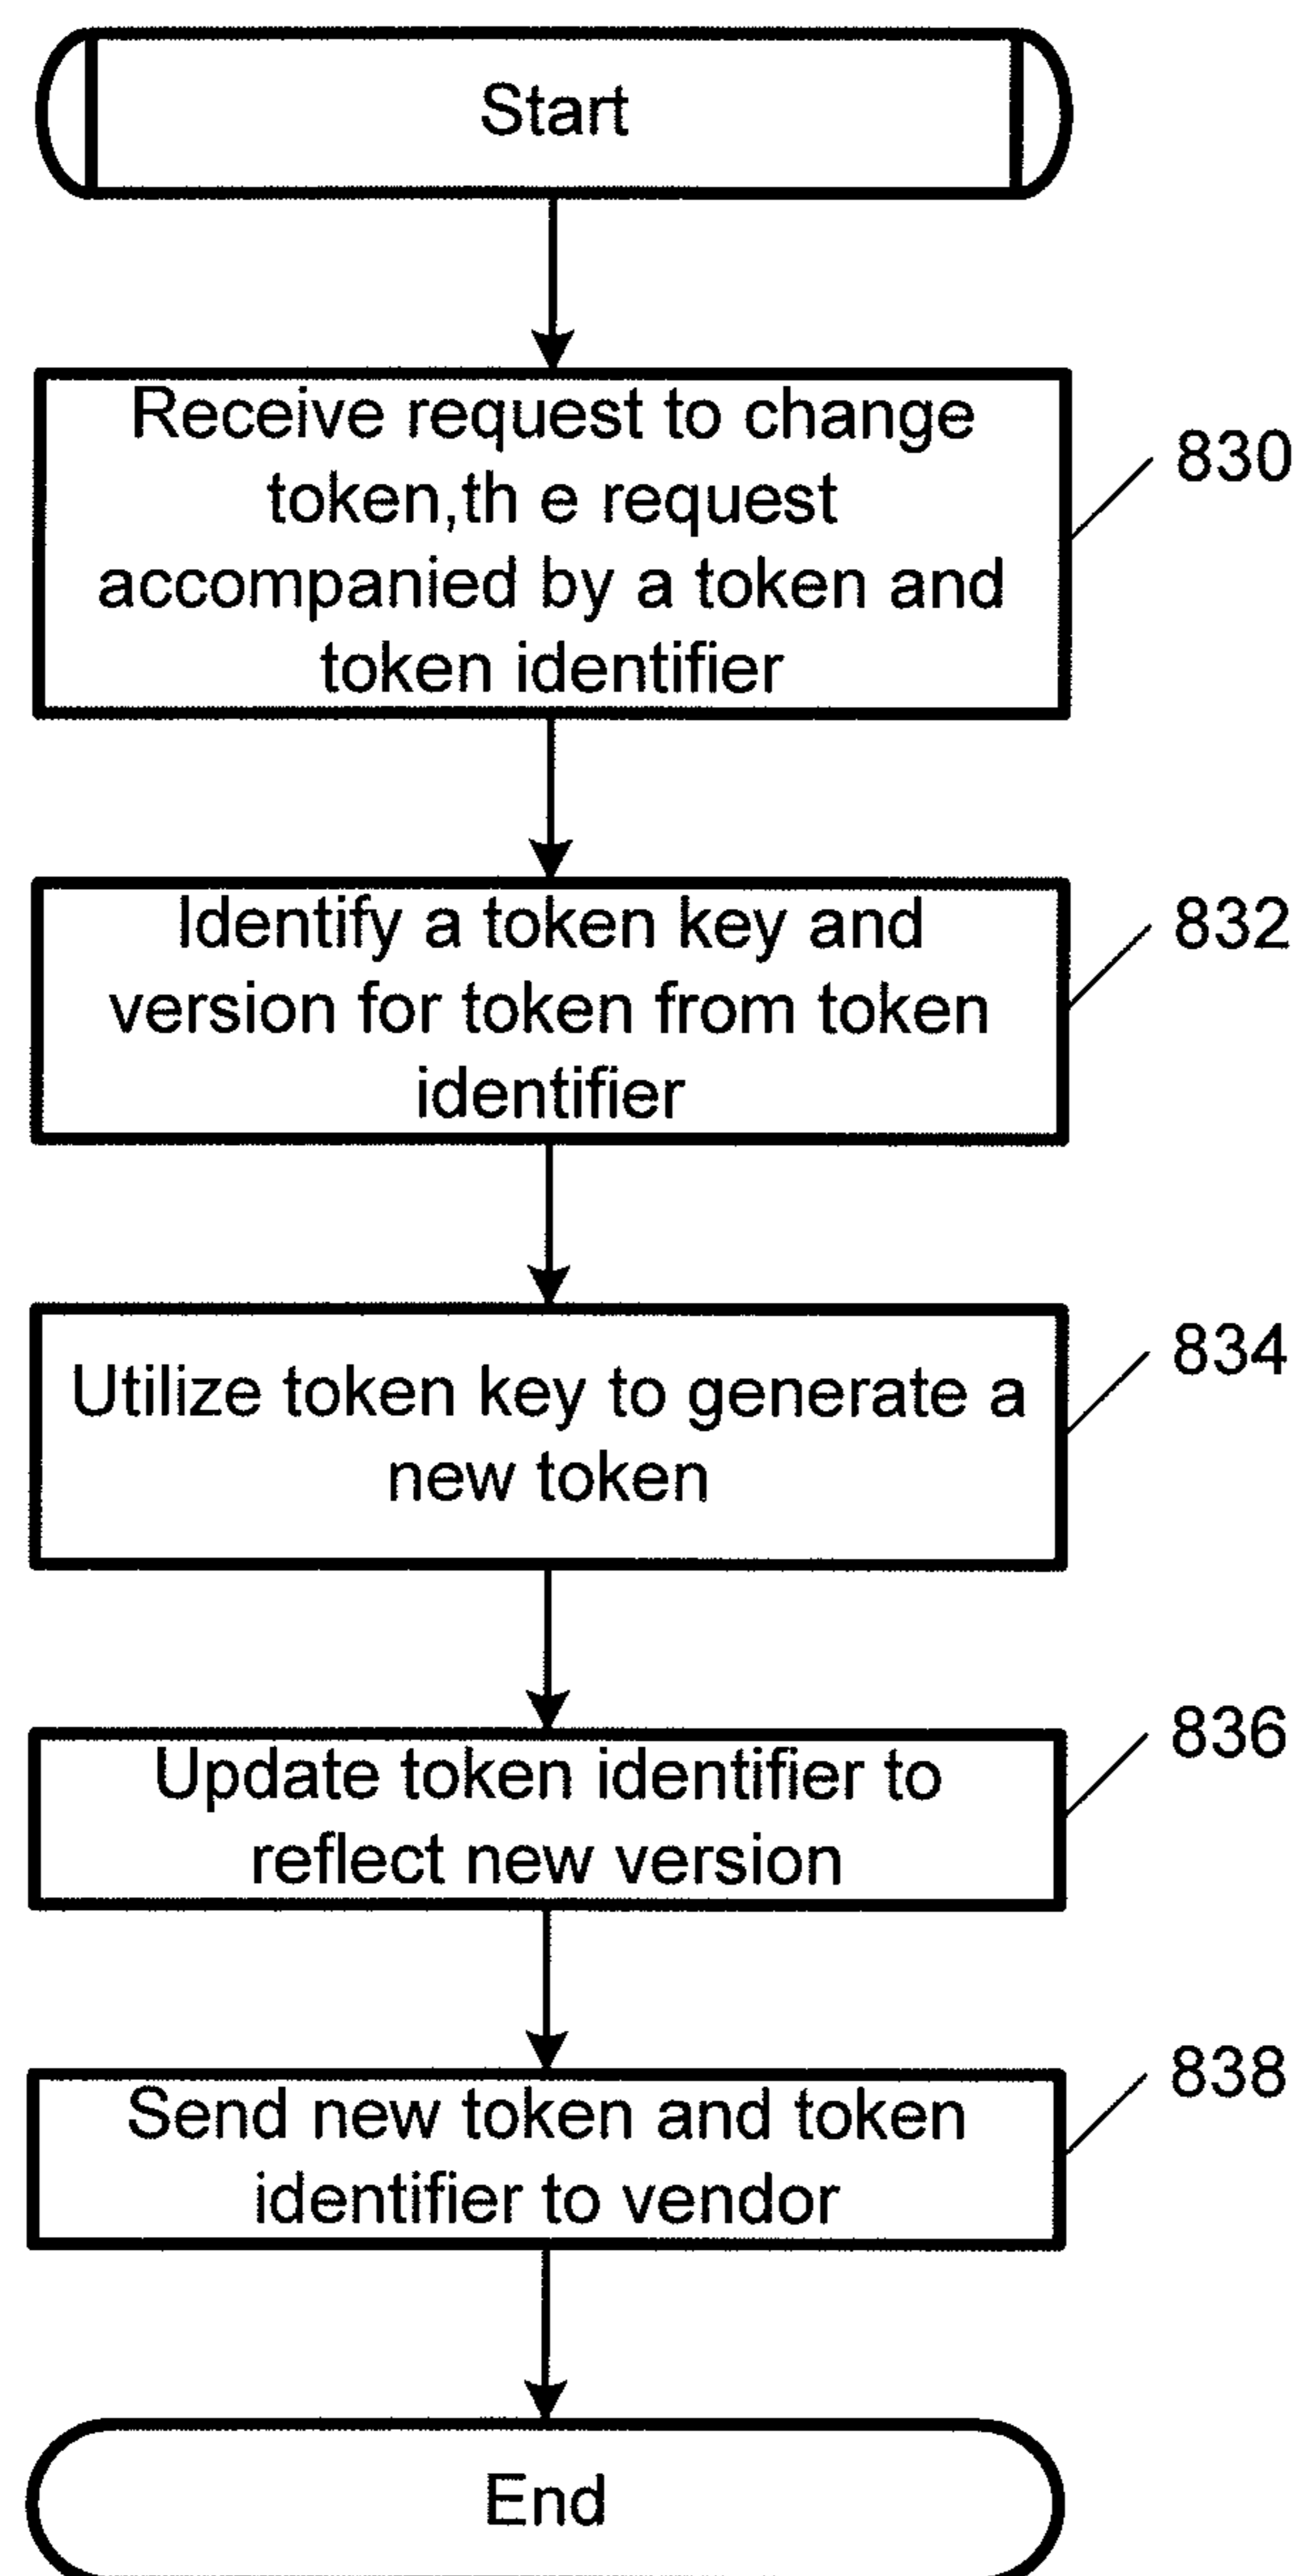 Start
Receive request to change
token,th e request
accompanied by a token and
token identifier
830
Identify a token key and
version for token from token
identifier
832
Utilize token key to generate a
new token
834
Update token identifier to
reflect new version
836
Send new token and token
identifier to vendor
838
End